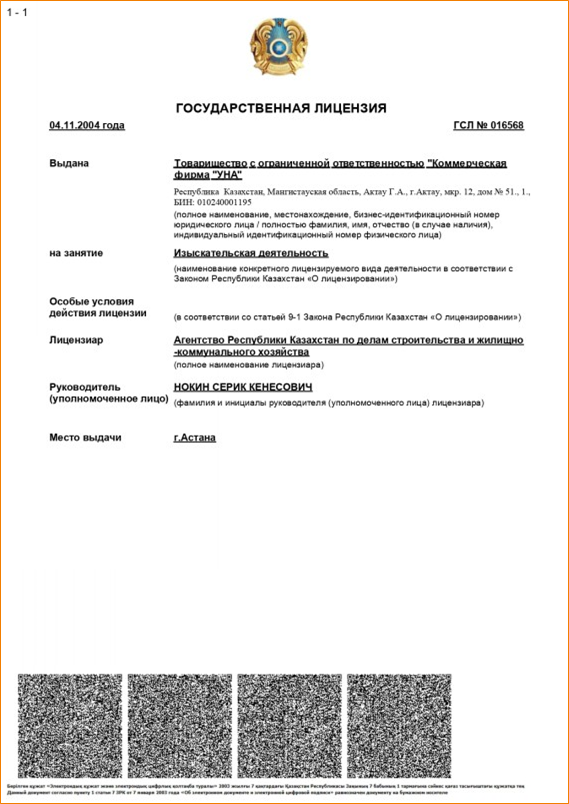 1 - 1
ГОСУДАРСТВЕННАЯ ЛИЦЕНЗИЯ
04.11.2004 года ГСЛ № 016568
Выдана Товарищество с ограниченной ответственностью "Коммерческая
фирма "УНА"
Республика Казахстан, Мангистауская область, Актау Г.А., г.Актау, мкр. 12, дом № 51., 1.,
БИН: 010240001195
(полное наименование, местонахождение, бизнес-идентификационный номер
юридического лица / полностью фамилия, имя, отчество (в случае наличия),
индивидуальный идентификационный номер физического лица)
на занятие Изыскательская деятельность
(наименование конкретного лицензируемого вида деятельности в соответствии с
Законом Республики Казахстан «О лицензировании»)
Особые условия
действия лицензии (в соответствии со статьей 9-1 Закона Республики Казахстан «О лицензировании»)
Лицензиар Агентство Республики Казахстан по делам строительства и жилищно
-коммунального хозяйства
(полное наименование лицензиара)
Руководитель НОКИН СЕРИК КЕНЕСОВИЧ
(уполномоченное лицо) (фамилия и инициалы руководителя (уполномоченного лица) лицензиара)
Место выдачи г.Астана
Берілген құжат «Электрондық құжат және электрондық цифрлық қолтаңба туралы» 2003 жылғы 7 қаңтардағы Қазақстан Республикасы Заңының 7 бабының 1 тармағына сәйкес қағаз тасығыштағы құжатқа тең
Данный документ согласно пункту 1 статьи 7 ЗРК от 7 января 2003 года «Об электронном документе и электронной цифровой подписи» равнозначен документу на бумажном носителе